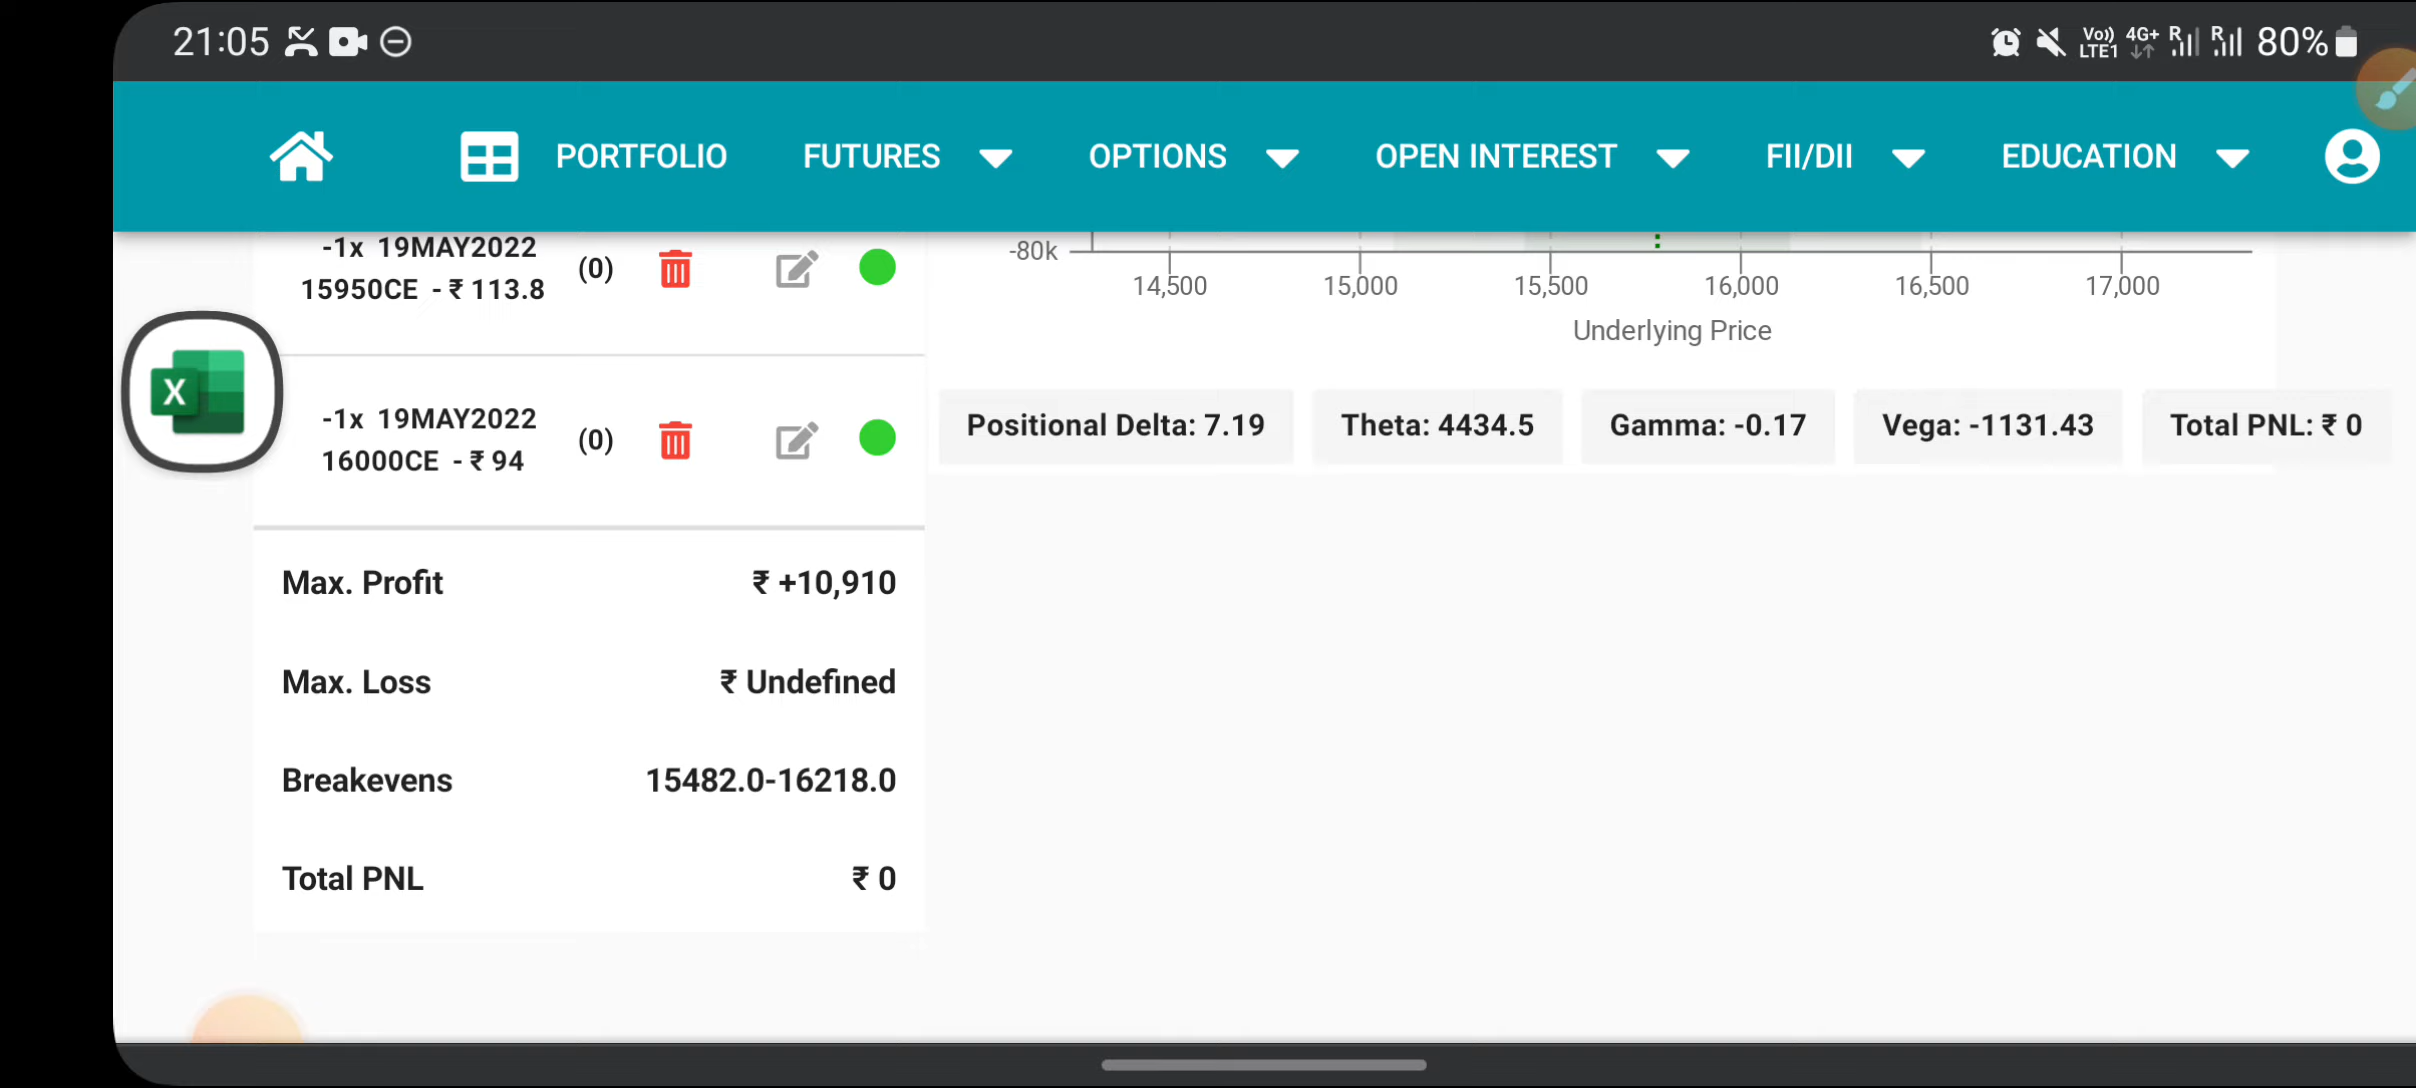 21:05
Vo)) LTE1 4G+ R R 80%
PORTFOLIO FUTURES OPTIONS OPEN INTEREST FII/DII EDUCATION
-1x 19MAY2022
15950CE - ₹ 113.8
(0)
-80k
14,500 15,000 15,500 16,000 16,500 17,000
Underlying Price
X
-1x 19MAY2022
16000CE - ₹ 94
(0)
Positional Delta: 7.19 Theta: 4434.5 Gamma: -0.17 Vega: -1131.43 Total PNL: ₹ 0
Max. Profit ₹ +10,910
Max. Loss ₹ Undefined
Breakevens 15482.0-16218.0
Total PNL ₹ 0